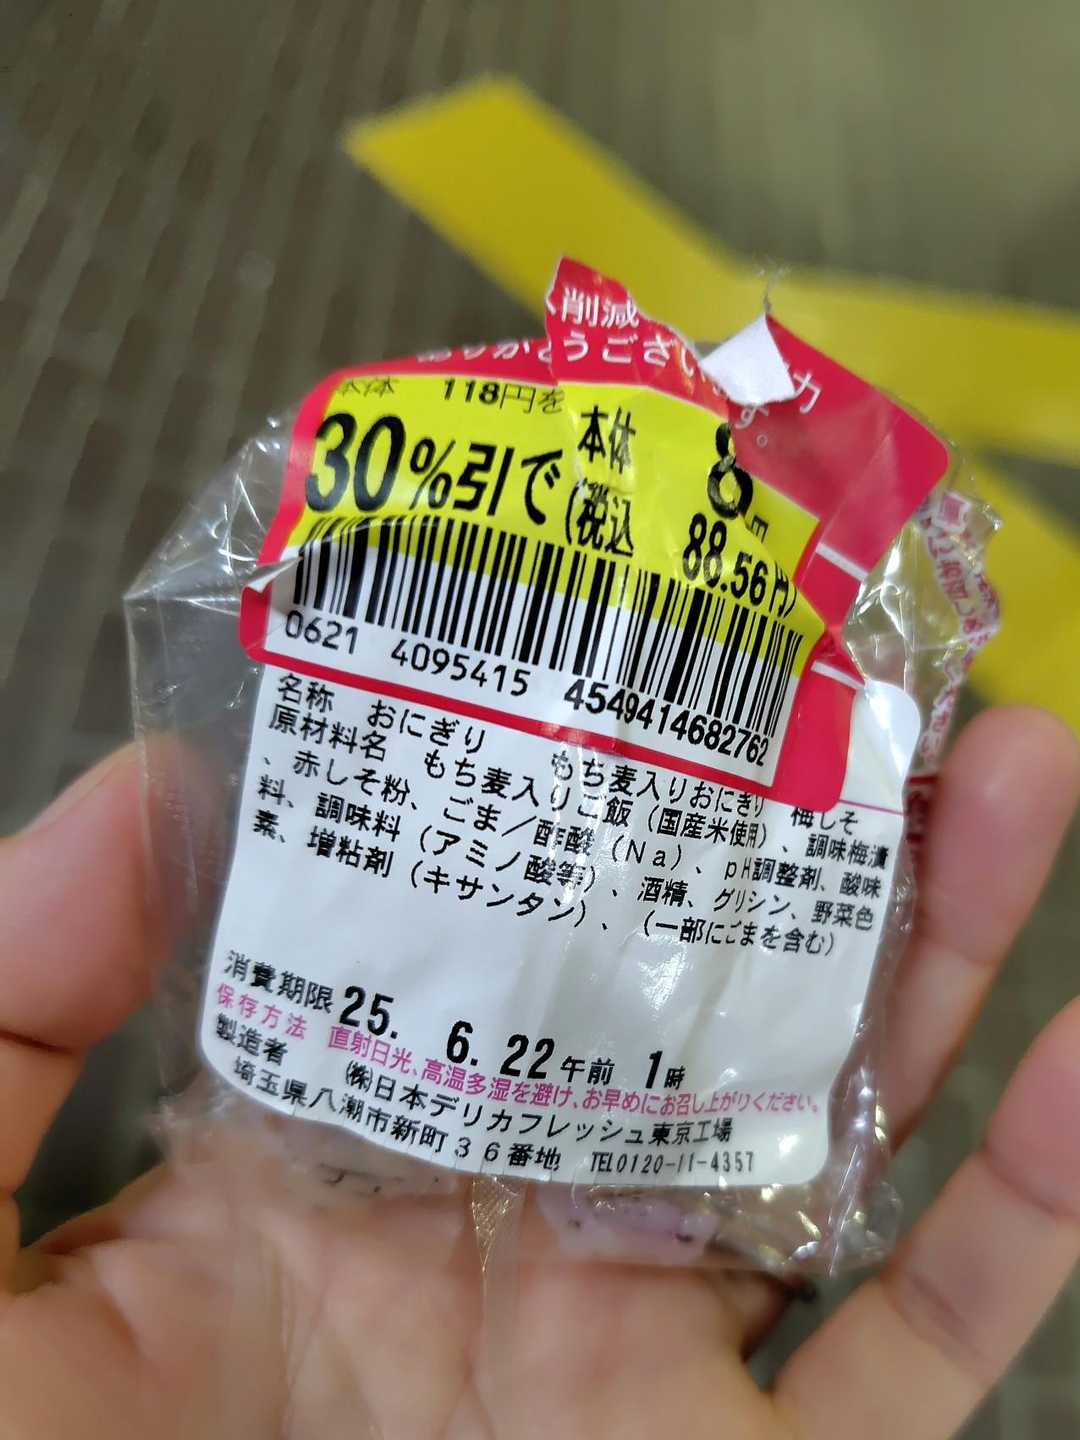 削減
ありがとうございます。
本体 118円を
30%引で 本体 8 円
(税込 88.56円)
0621 4095415 4549414682762
名称 おにぎり もち麦入りおにぎり 梅しそ
原材料名 もち麦入りご飯（国産米使用）、調味梅漬
、赤しそ粉、ごま／酢酸（Na）、pH調整剤、酸味
料、調味料（アミノ酸等）、酒精、グリシン、野菜色
素、増粘剤（キサンタン）、（一部にごまを含む）
消費期限 25. 6. 22 午前 1時
保存方法 直射日光、高温多湿を避け、お早めにお召し上がりください。
製造者 ㈱日本デリカフレッシュ東京工場
埼玉県八潮市新町３６番地 TEL0120-11-4357